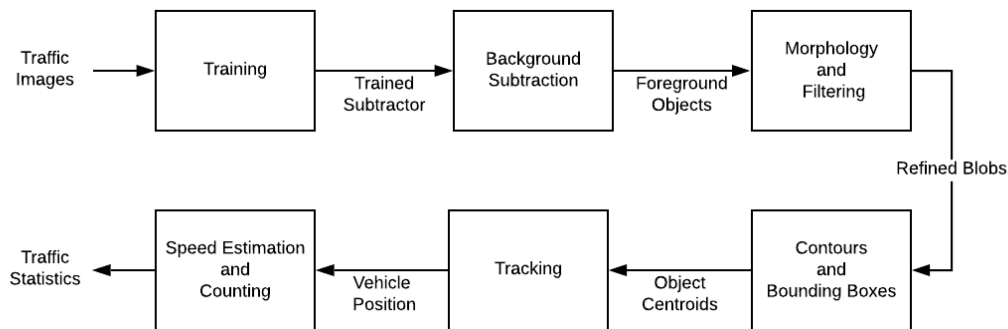 Traffic
Images
Training
Trained
Subtractor
Background
Subtraction
Foreground
Objects
Morphology
and
Filtering
Refined Blobs
Contours
and
Bounding Boxes
Object
Centroids
Tracking
Vehicle
Position
Speed Estimation
and
Counting
Traffic
Statistics